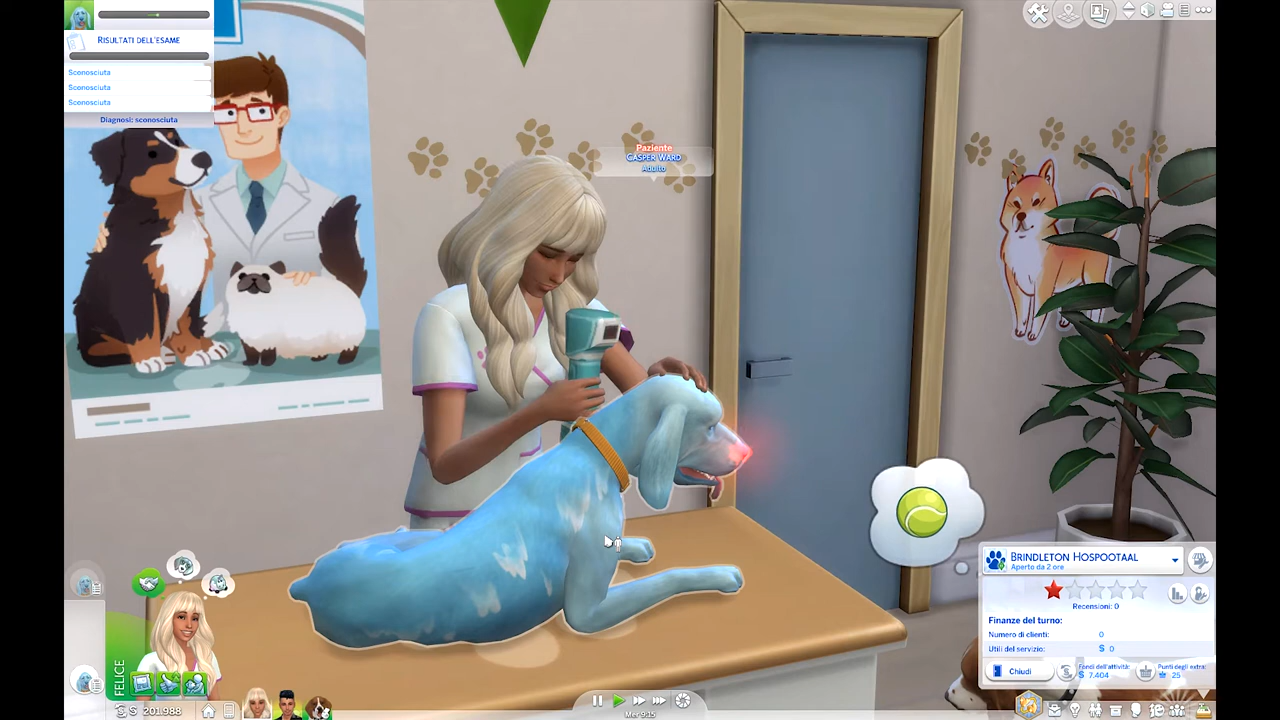 RISULTATI DELL'ESAME
Sconosciuta
Sconosciuta
Sconosciuta
Diagnosi: sconosciuta
Paziente
CASPER WARD
Adulto
BRINDLETON HOSPOOTAAL
Aperto da 2 ore
Recensioni: 0
Finanze del turno:
Numero di clienti: 0
Utili del servizio: $ 0
Chiudi
Fondi dell'attività:
$ 7.404
Punti degli extra:
25
FELICE
$ 201.988
Mer 9:15